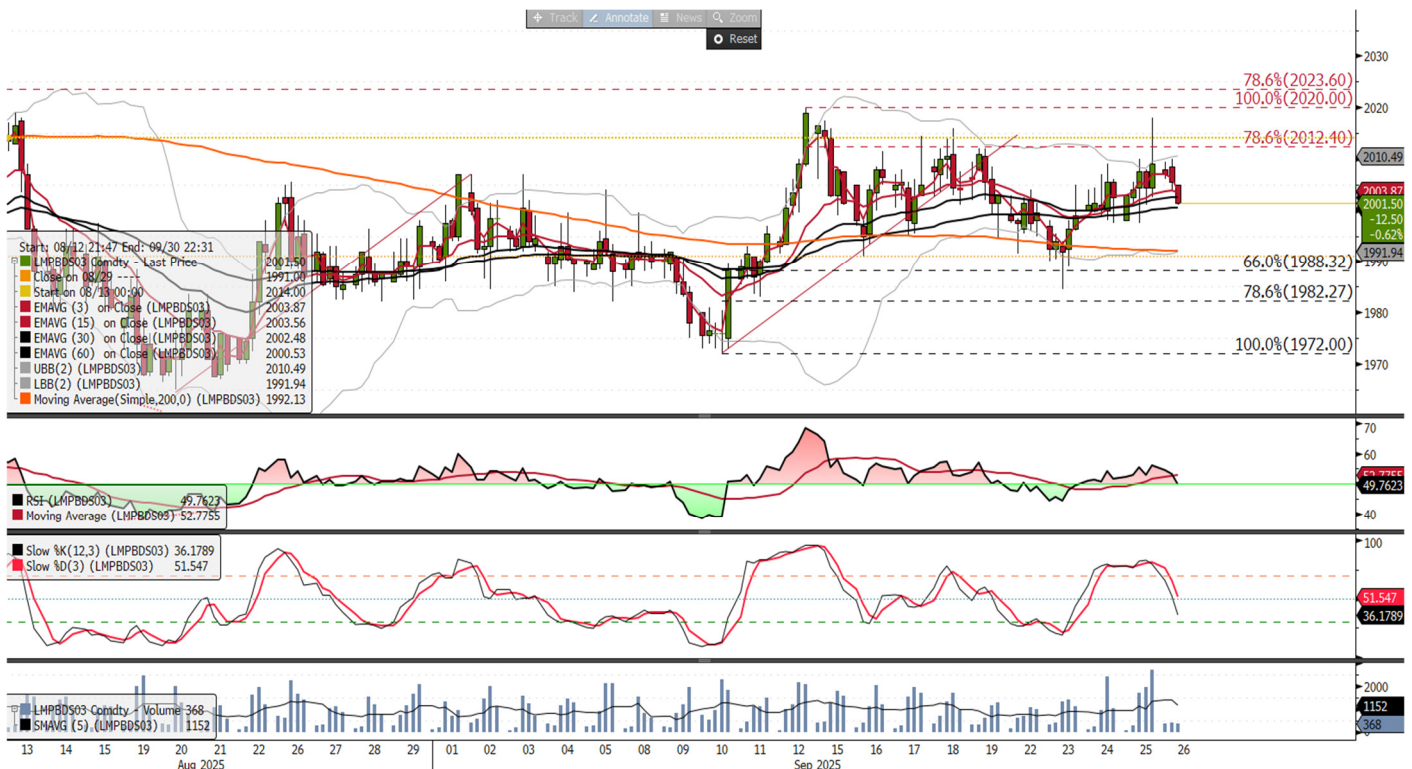 Track Annotate News Zoom
Reset
2030
78.6%(2023.60)
2020
100.0%(2020.00)
78.6%(2012.40)
2010.49
2003.87
2001.50
-12.50
-0.62%
1991.94
1990
66.0%(1988.32)
78.6%(1982.27)
1980
100.0%(1972.00)
1970
Start: 08/12 21:47 End: 09/30 22:31
LMPBDS03 Comdty - Last Price 2001.50
Close on 08/29 ---- 1991.00
Start on 08/13 00:00 2014.00
EMAVG (3) on Close (LMPBDS03) 2003.87
EMAVG (15) on Close (LMPBDS03) 2003.56
EMAVG (30) on Close (LMPBDS03) 2002.48
EMAVG (60) on Close (LMPBDS03) 2000.53
UBB(2) (LMPBDS03) 2010.49
LBB(2) (LMPBDS03) 1991.94
Moving Average(Simple,200,0) (LMPBDS03) 1992.13
70
60
52.7755
49.7623
40
RSI (LMPBDS03) 49.7623
Moving Average (LMPBDS03) 52.7755
100
51.547
36.1789
Slow %K(12,3) (LMPBDS03) 36.1789
Slow %D(3) (LMPBDS03) 51.547
2000
1152
368
LMPBDS03 Comdty - Volume 368
SMAVG (5) (LMPBDS03) 1152
13 14 15 19 20 21 22 26 27 28 29 01 02 03 04 05 08 09 10 11 12 15 16 17 18 19 22 23 24 25 26
Aug 2025 Sep 2025